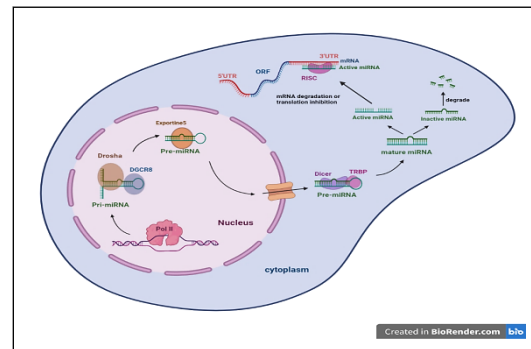 3'UTR
mRNA
5'UTR
ORF
Active miRNA
RISC
mRNA degradation or
translation inhibition
degrade
Active miRNA
Inactive miRNA
mature miRNA
Exportine5
Pre-miRNA
Drosha
DGCR8
Pri-miRNA
Dicer
TRBP
Pre-miRNA
Nucleus
Pol II
cytoplasm
Created in BioRender.com bio